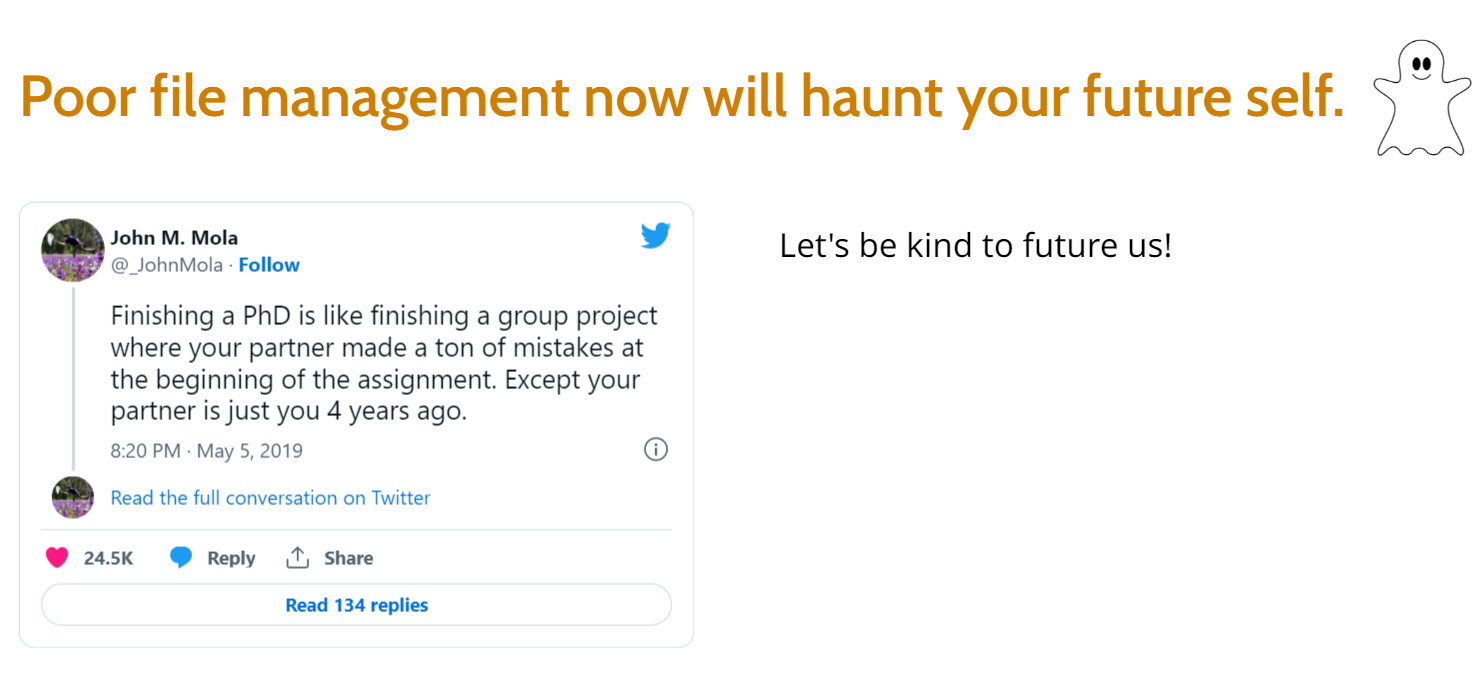 Poor file management now will haunt your future self.
John M. Mola
@_JohnMola · Follow
Finishing a PhD is like finishing a group project
where your partner made a ton of mistakes at
the beginning of the assignment. Except your
partner is just you 4 years ago.
8:20 PM · May 5, 2019
Read the full conversation on Twitter
24.5K Reply Share
Read 134 replies
Let's be kind to future us!